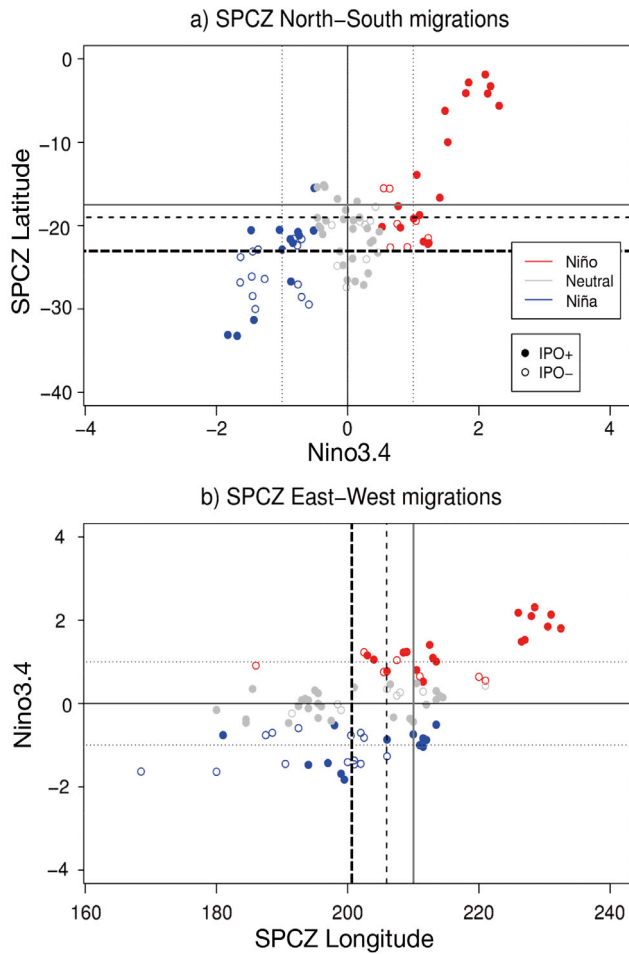 a) SPCZ North−South migrations
0
−10
−20
−30
−40
SPCZ Latitude
Niño
Neutral
Niña
IPO+
IPO−
−4
−2
0
2
4
Nino3.4
b) SPCZ East−West migrations
4
2
0
−2
−4
Nino3.4
160
180
200
220
240
SPCZ Longitude